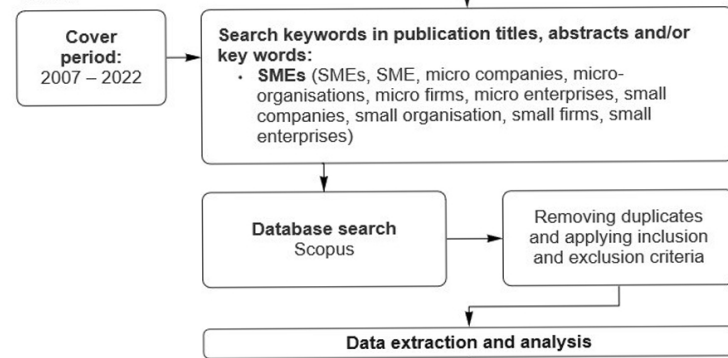 Cover
period:
2007 – 2022
Search keywords in publication titles, abstracts and/or
key words:
• SMEs (SMEs, SME, micro companies, micro-
organisations, micro firms, micro enterprises, small
companies, small organisation, small firms, small
enterprises)
Database search
Scopus
Removing duplicates
and applying inclusion
and exclusion criteria
Data extraction and analysis